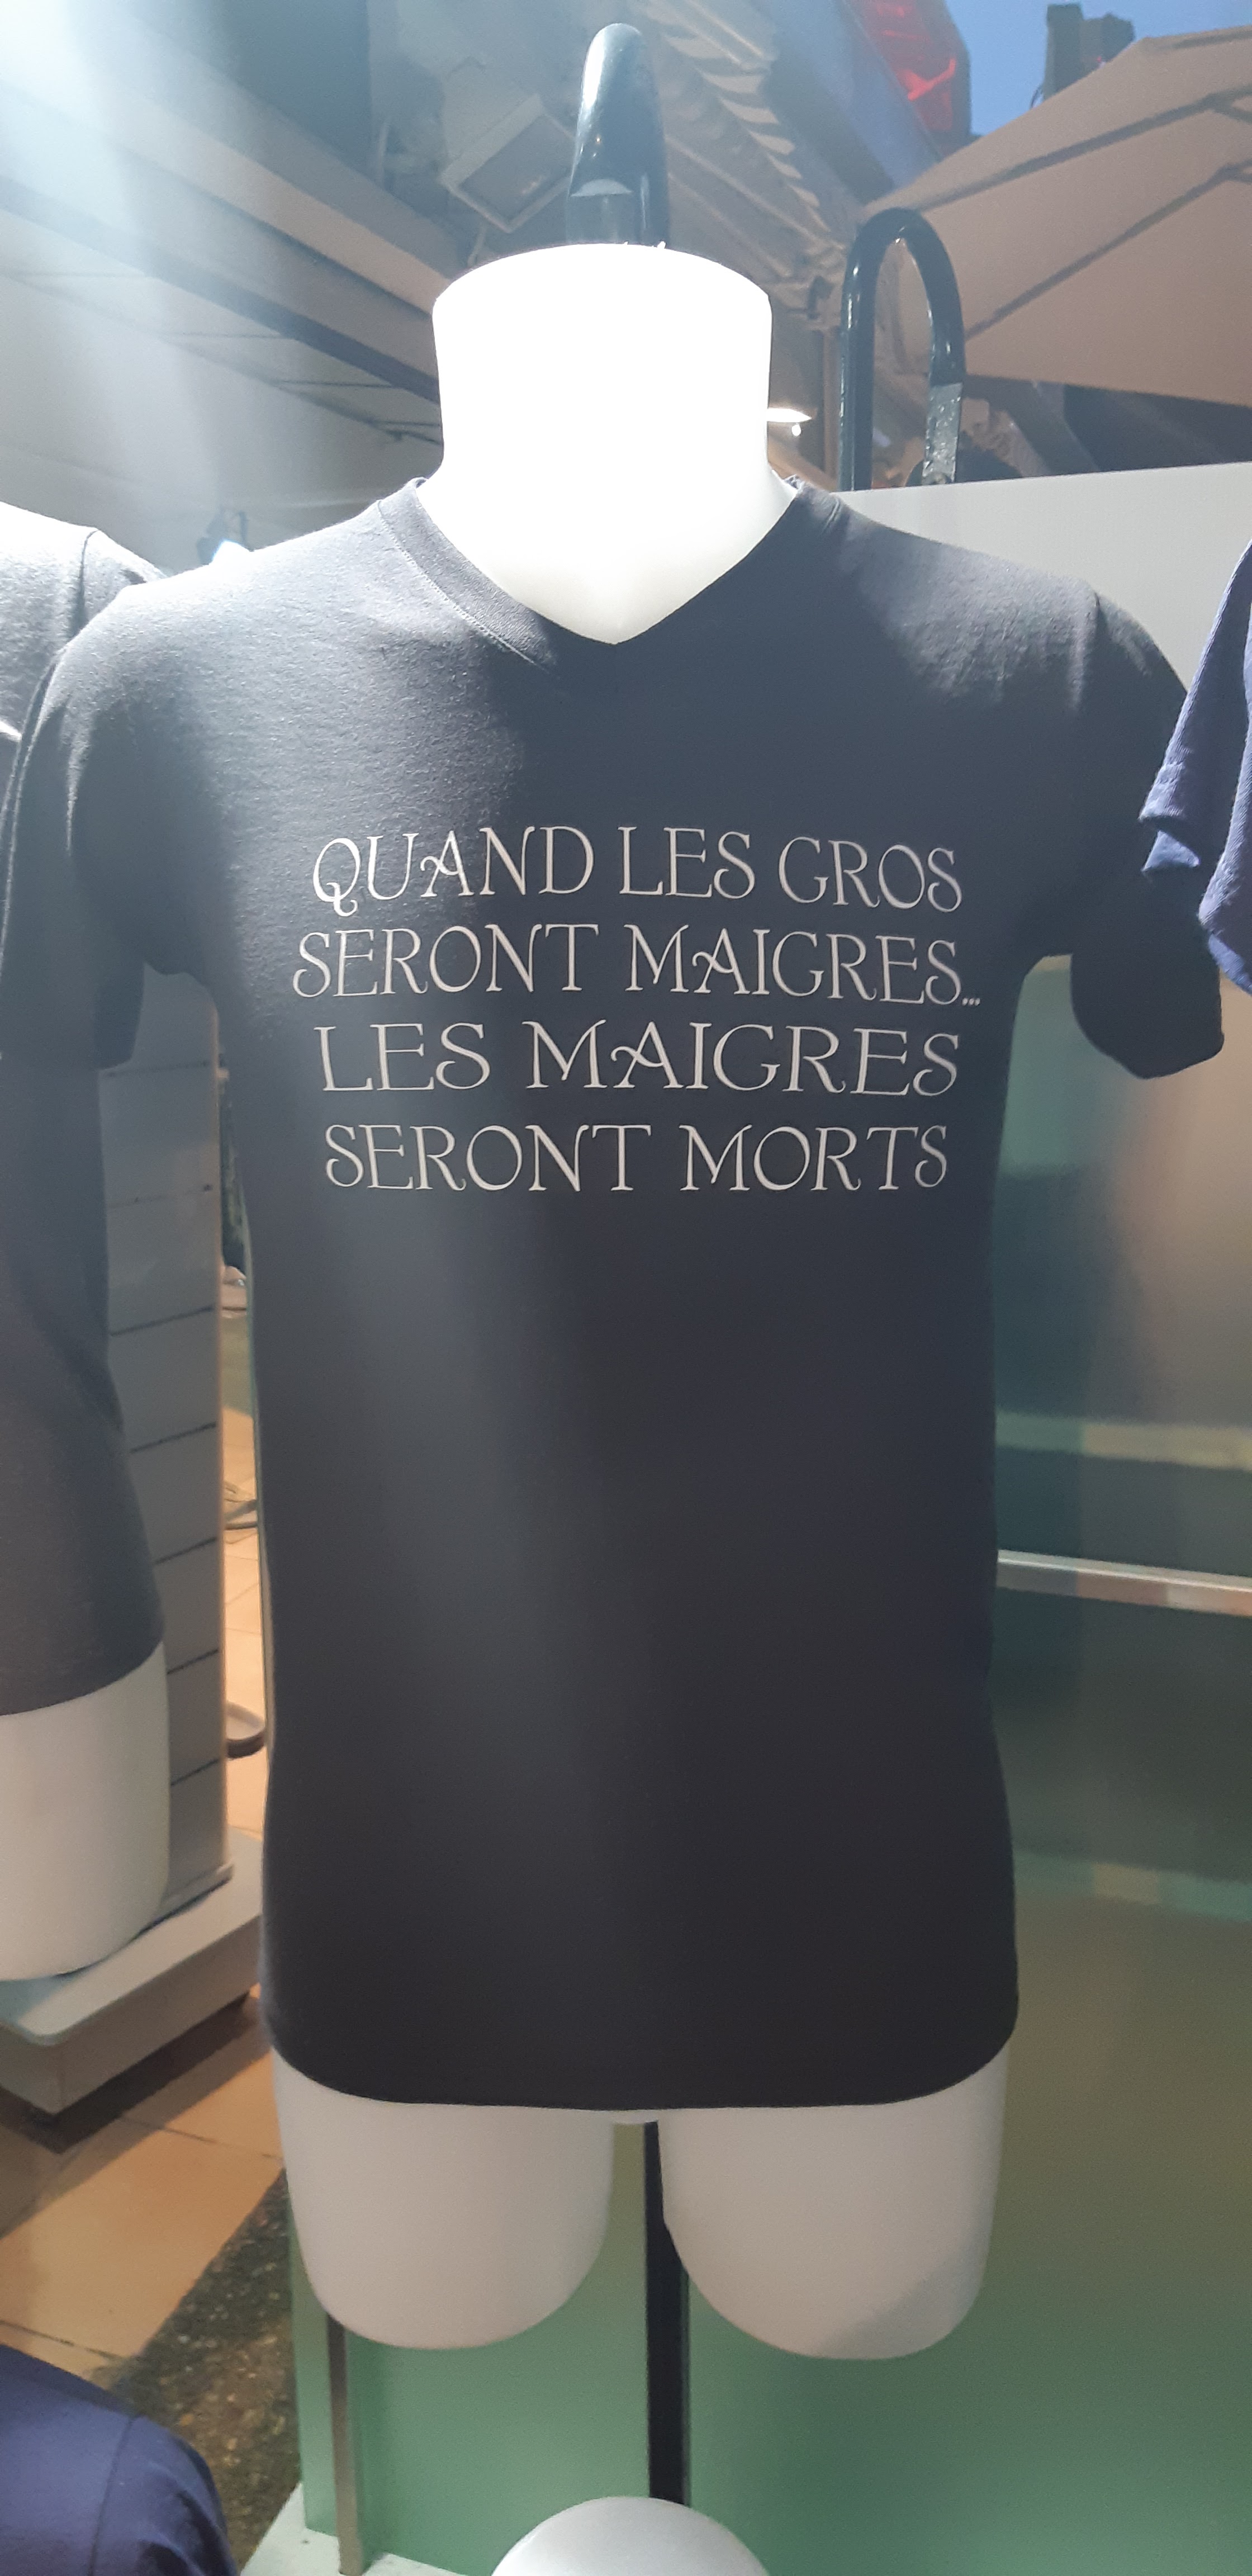 QUAND LES GROS
SERONT MAIGRES...
LES MAIGRES
SERONT MORTS